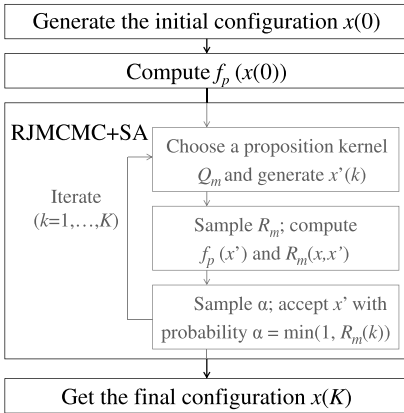 Generate the initial configuration x(0)
Compute f_p (x(0))
RJMCMC+SA
Choose a proposition kernel
Q_m and generate x’(k)
Iterate
(k=1,…,K)
Sample R_m; compute
f_p (x’) and R_m(x,x’)
Sample α; accept x’ with
probability α = min(1, R_m(k))
Get the final configuration x(K)